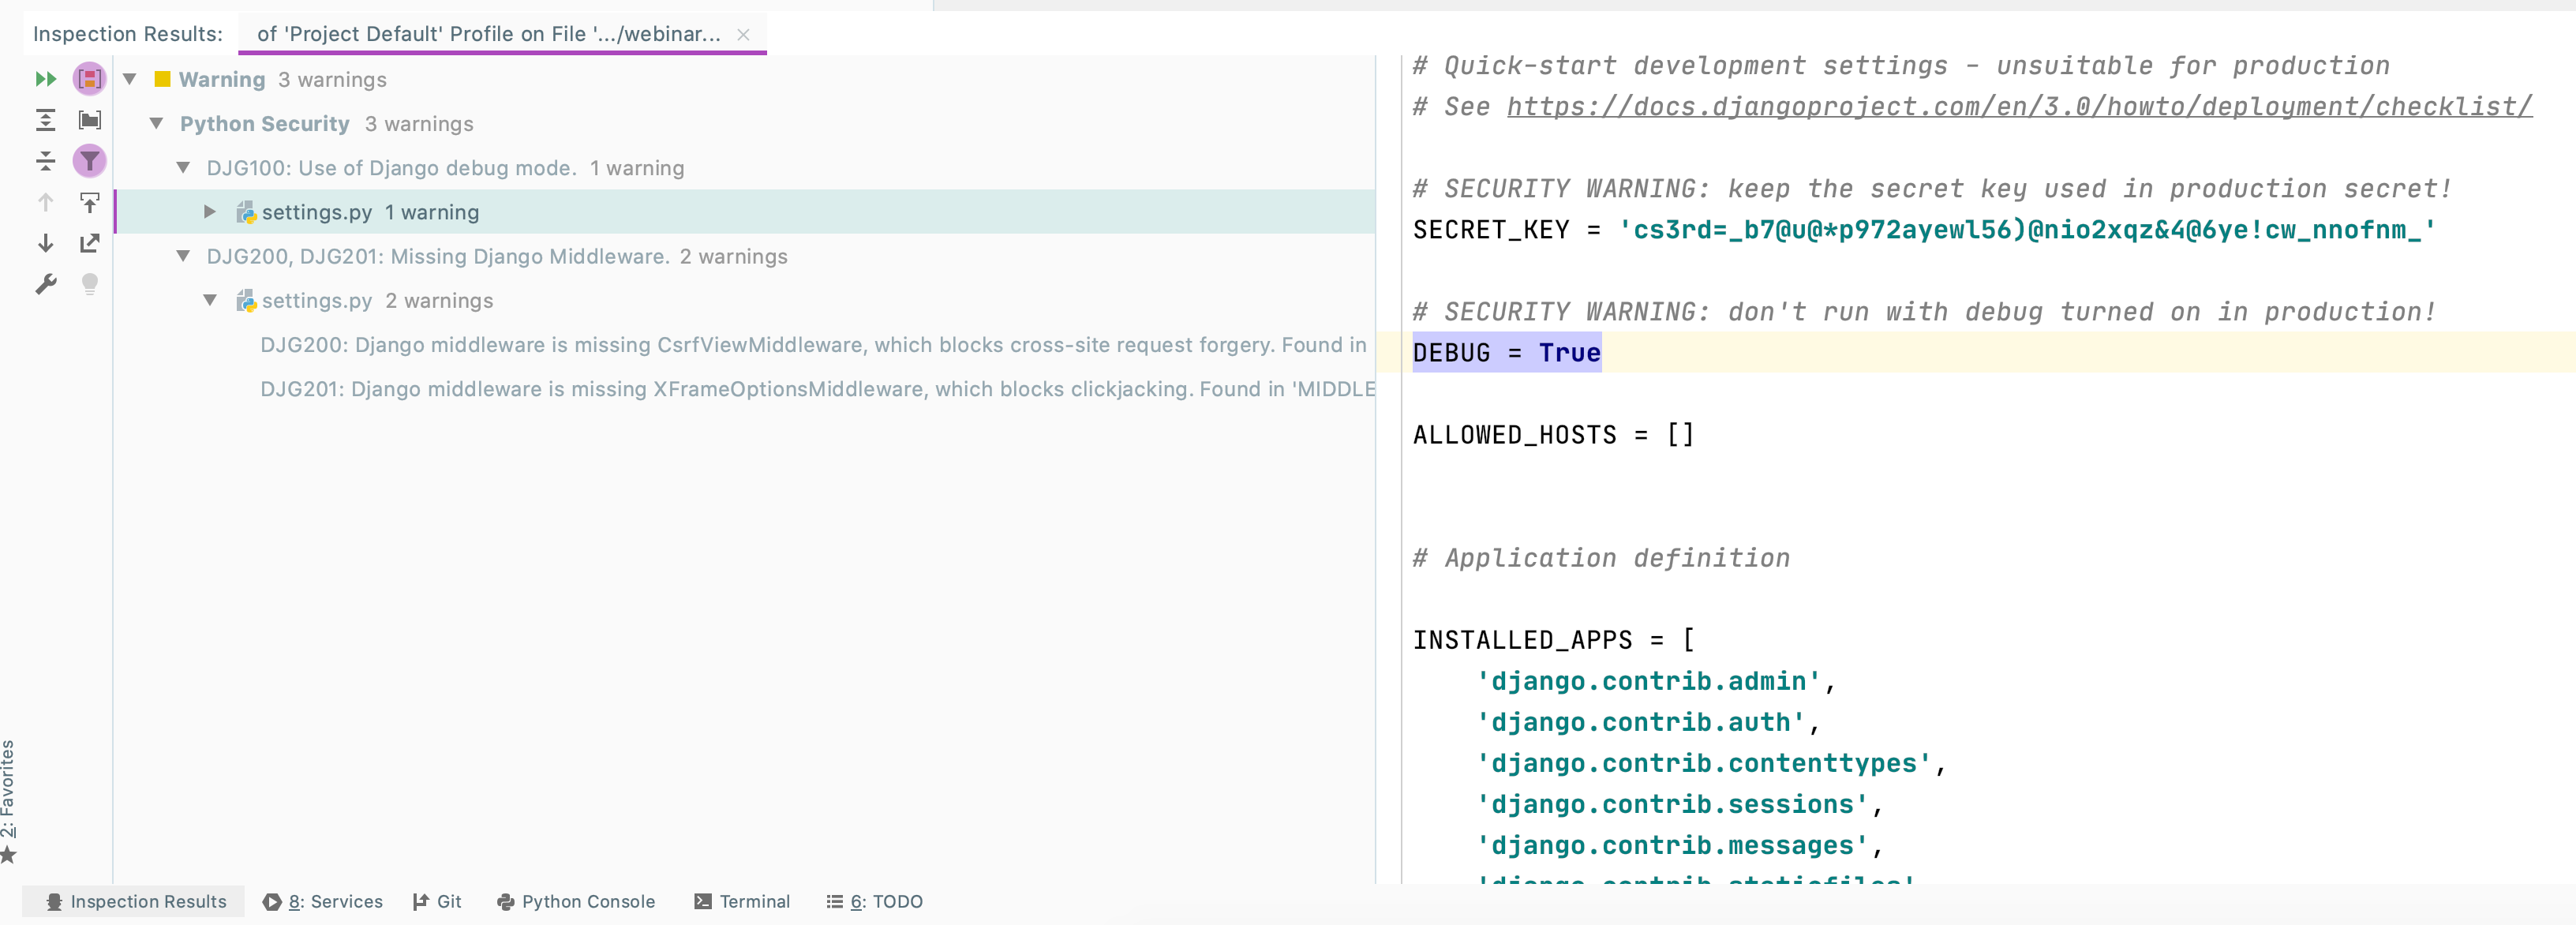 Inspection Results: of 'Project Default' Profile on File '.../webinar...
Warning 3 warnings
Python Security 3 warnings
DJG100: Use of Django debug mode. 1 warning
settings.py 1 warning
DJG200, DJG201: Missing Django Middleware. 2 warnings
settings.py 2 warnings
DJG200: Django middleware is missing CsrfViewMiddleware, which blocks cross-site request forgery. Found in
DJG201: Django middleware is missing XFrameOptionsMiddleware, which blocks clickjacking. Found in 'MIDDLE
# Quick-start development settings - unsuitable for production
# See https://docs.djangoproject.com/en/3.0/howto/deployment/checklist/
# SECURITY WARNING: keep the secret key used in production secret!
SECRET_KEY = 'cs3rd=_b7@u@*p972ayewl56)@nio2xqz&4@6ye!cw_nnofnm_'
# SECURITY WARNING: don't run with debug turned on in production!
DEBUG = True
ALLOWED_HOSTS = []
# Application definition
INSTALLED_APPS = [
'django.contrib.admin',
'django.contrib.auth',
'django.contrib.contenttypes',
'django.contrib.sessions',
'django.contrib.messages',
'django.contrib.staticfiles'
2: Favorites
Inspection Results 8: Services Git Python Console Terminal 6: TODO